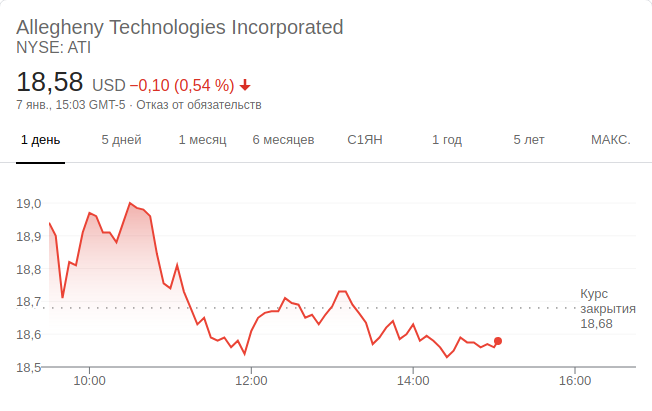 Allegheny Technologies Incorporated
NYSE: ATI
18,58 USD −0,10 (0,54 %)
7 янв., 15:03 GMT-5 · Отказ от обязательств
1 день 5 дней 1 месяц 6 месяцев С1ЯН 1 год 5 лет МАКС.
19,0
18,9
18,8
18,7
18,6
18,5
Курс
закрытия
18,68
10:00 12:00 14:00 16:00